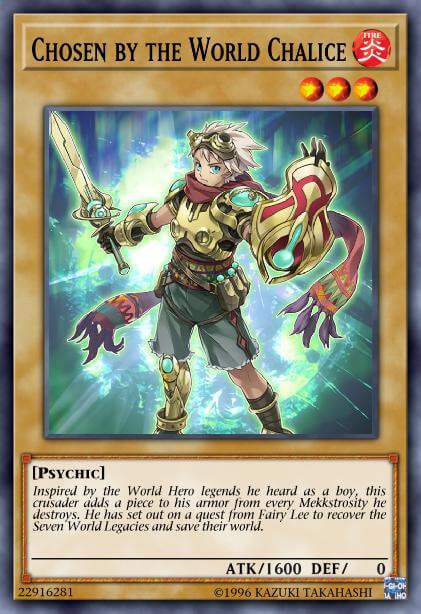 CHOSEN BY THE WORLD CHALICE
FIRE
炎
[PSYCHIC]
Inspired by the World Hero legends he heard as a boy, this
crusader adds a piece to his armor from every Mekkstrosity he
destroys. He has set out on a quest from Fairy Lee to recover the
Seven World Legacies and save their world.
ATK/1600 DEF/ 0
22916281
©1996 KAZUKI TAKAHASHI